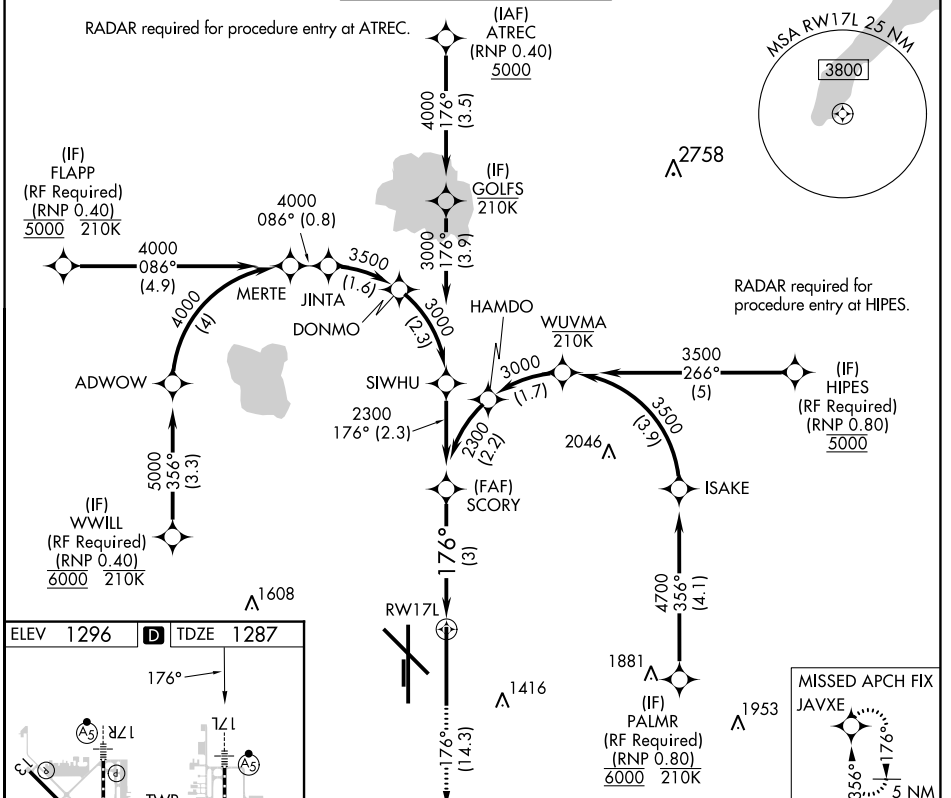 RADAR required for procedure entry at ATREC.
(IAF)
ATREC
(RNP 0.40)
5000
MSA RW17L 25 NM
3800
4000
176°
(3.5)
2758
(IF)
GOLFS
210K
(IF)
FLAPP
(RF Required)
(RNP 0.40)
5000 210K
4000
086° (0.8)
4000
086°
(4.9)
3000
176°
(3.9)
3500
(1.6)
MERTE
JINTA
DONMO
4000
(4)
3000
(2.3)
HAMDO
WUVMA
210K
RADAR required for
procedure entry at HIPES.
3500
266°
(5)
(IF)
HIPES
(RF Required)
(RNP 0.80)
5000
ADWOW
SIWHU
3000
(1.7)
2300
176° (2.3)
2300
(2.2)
3500
(3.9)
2046
5000
356°
(3.3)
(FAF)
SCORY
ISAKE
(IF)
WWILL
(RF Required)
(RNP 0.40)
6000 210K
176°
(3)
4700
356°
(4.1)
1608
RW17L
ELEV 1296 D TDZE 1287
176°
17R
17L
A5
A5
13
R
P
TWR
1416
176°
(14.3)
1881
(IF)
PALMR
(RF Required)
(RNP 0.80)
6000 210K
1953
MISSED APCH FIX
JAVXE
356°
176°
5 NM